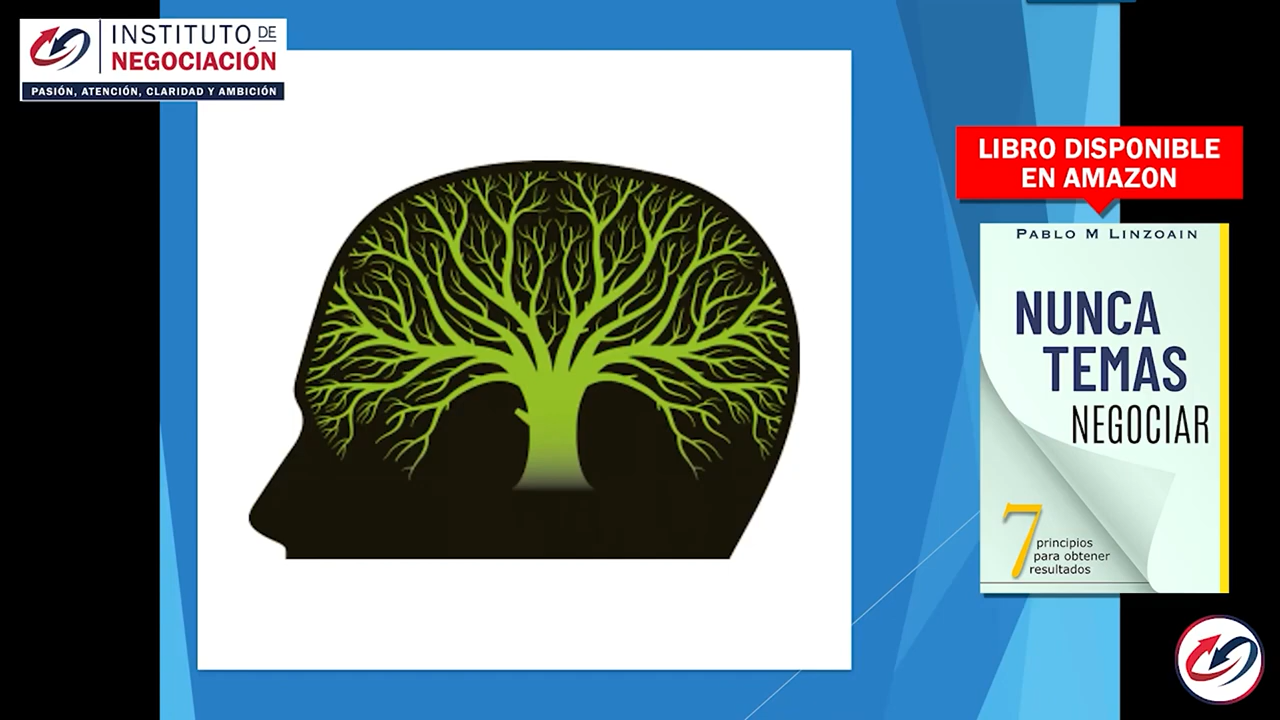 INSTITUTO DE
NEGOCIACIÓN
PASIÓN, ATENCIÓN, CLARIDAD Y AMBICIÓN
LIBRO DISPONIBLE
EN AMAZON
PABLO M LINZOAIN
NUNCA
TEMAS
NEGOCIAR
7 principios
para obtener
resultados